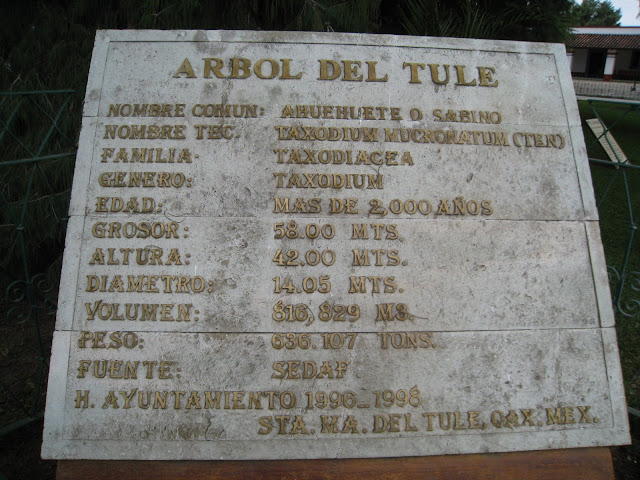 ARBOL DEL TULE
NOMBRE COMUN: AHUEHUETE O SABINO
NOMBRE TEC. TAXODIUM MUCRONATUM (TEN)
FAMILIA: TAXODIACEA
GENERO: TAXODIUM
EDAD: MAS DE 2,000 AÑOS
GROSOR: 58.00 MTS.
ALTURA: 42.00 MTS.
DIAMETRO: 14.05 MTS.
VOLUMEN: 816,829 M3.
PESO: 636.107 TONS.
FUENTE: SEDAF
H. AYUNTAMIENTO 1996-1998
STA. MA. DEL TULE, OAX. MEX.